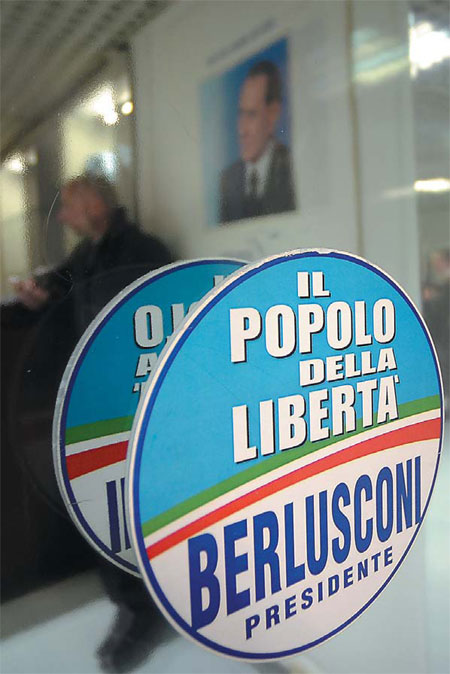 IL
POPOLO
DELLA
LIBERTA'
BERLUSCONI
PRESIDENTE